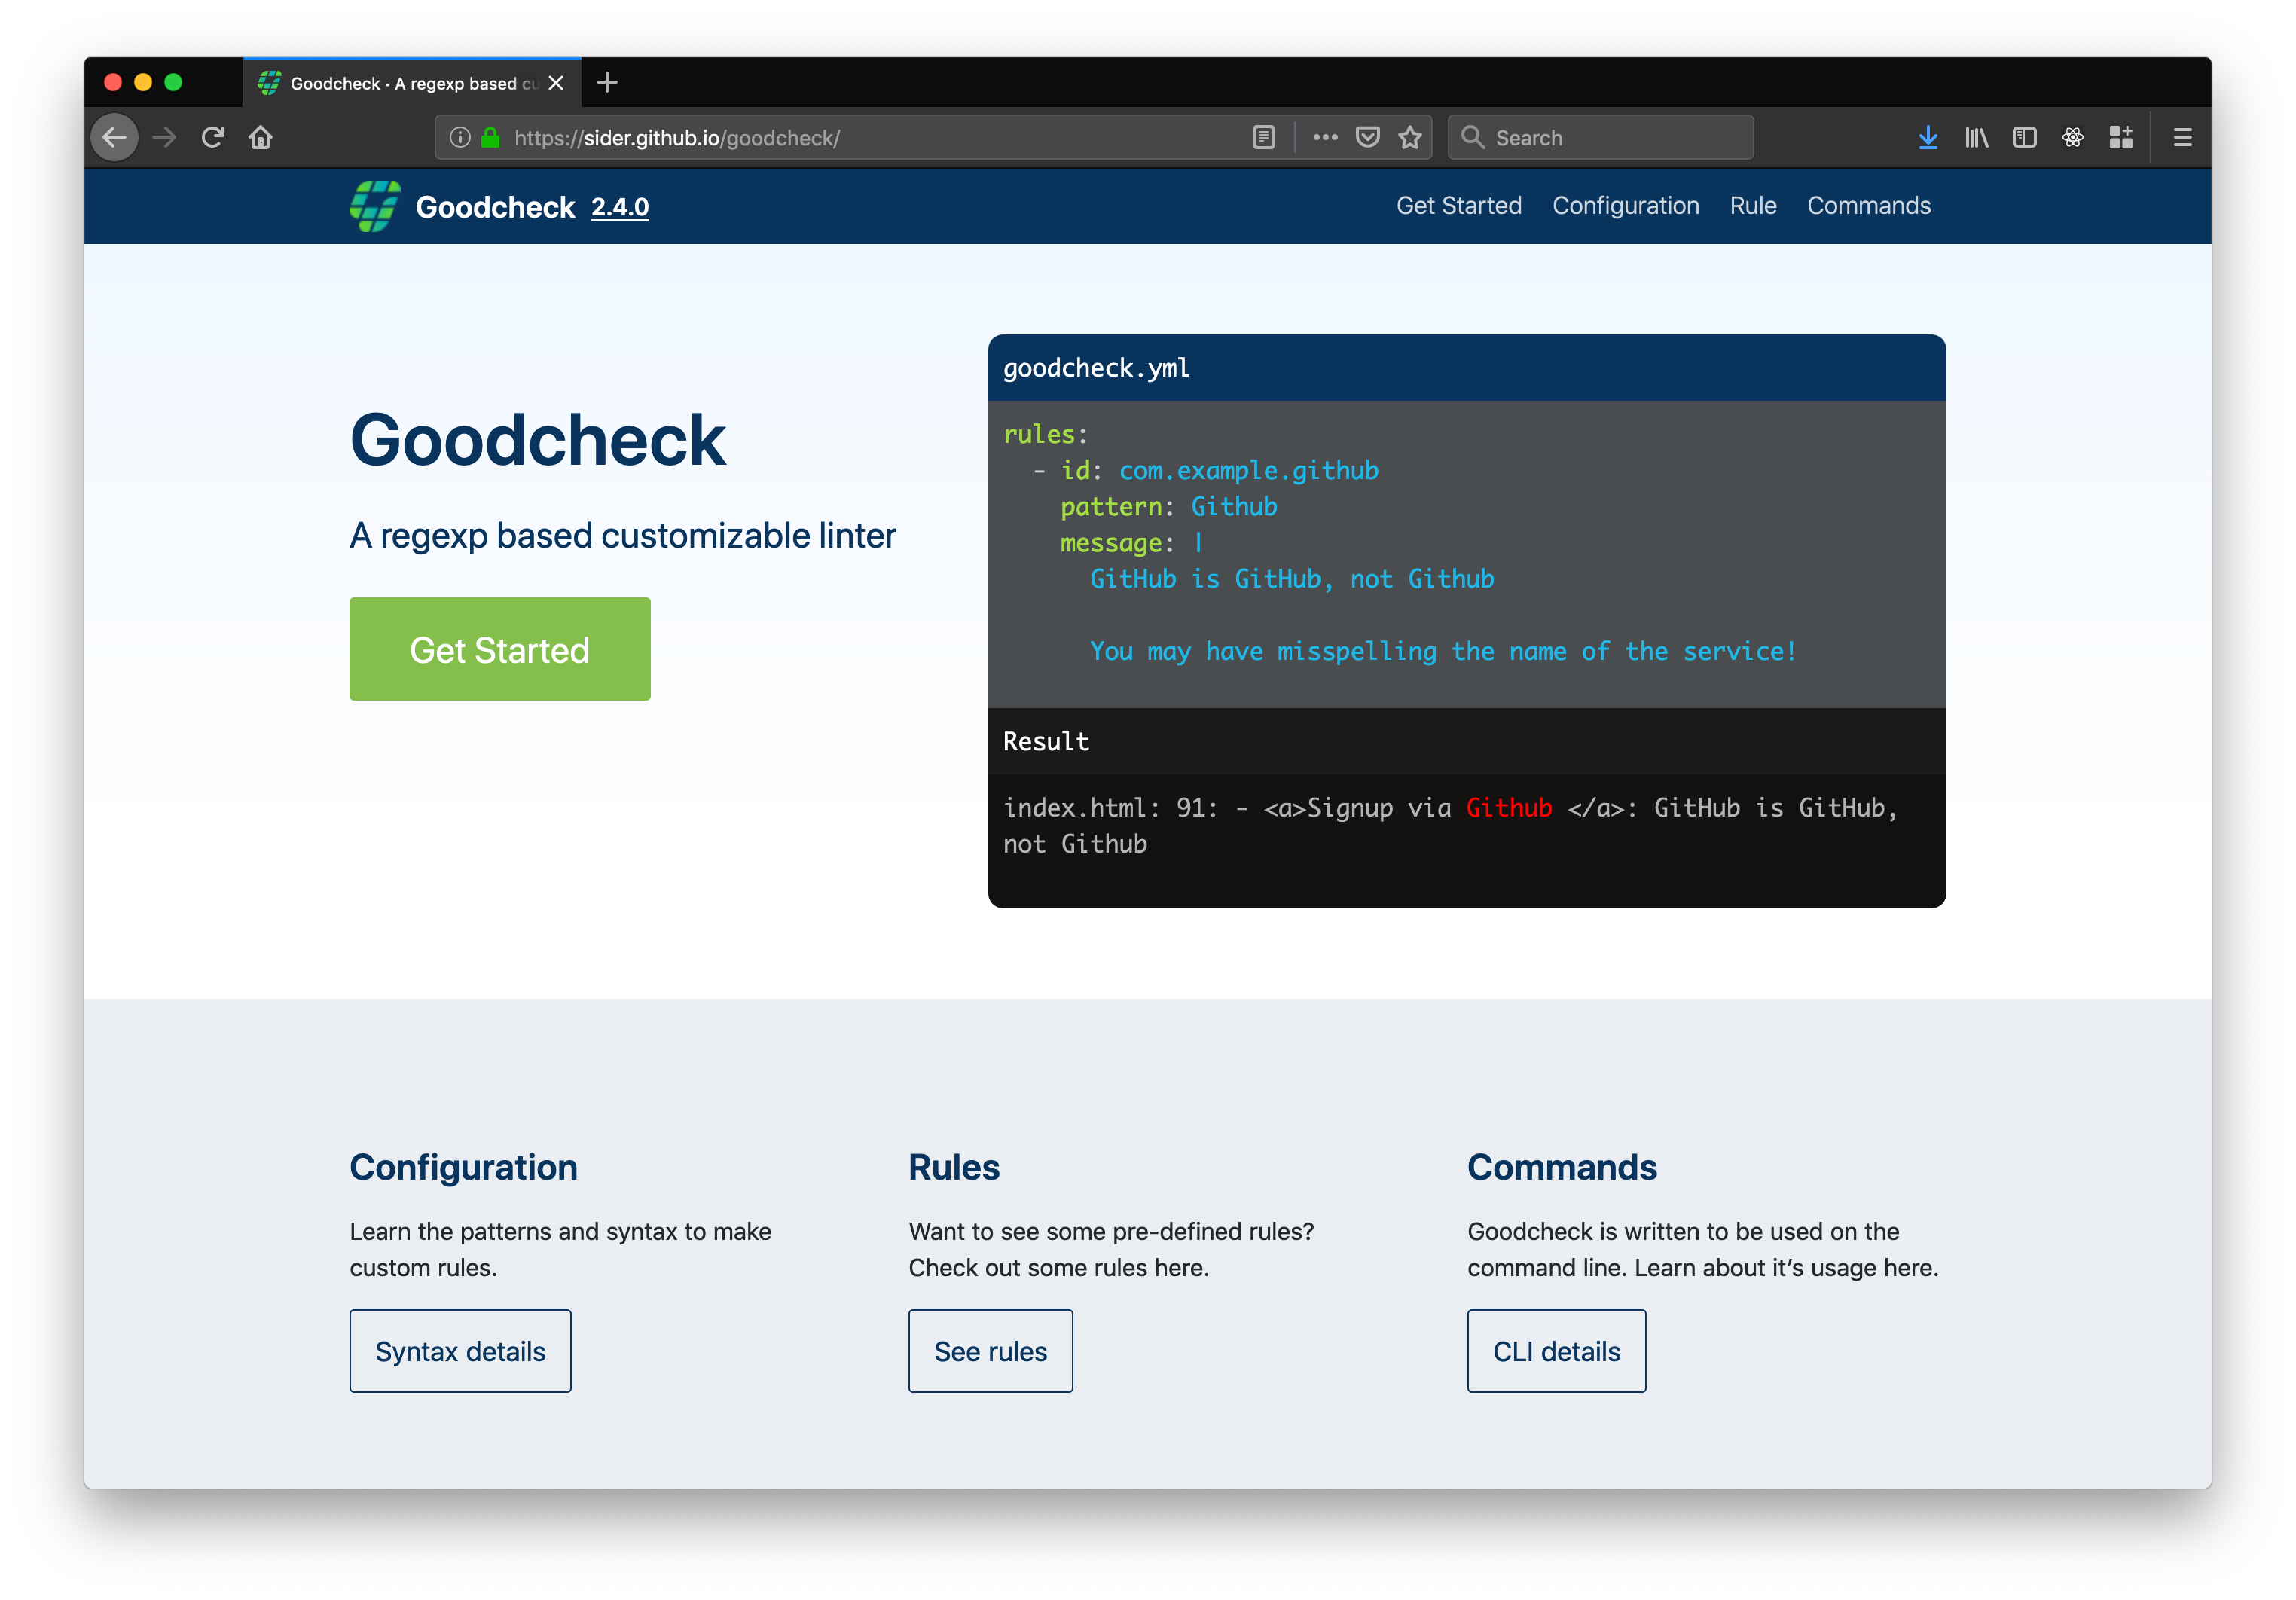 Goodcheck · A regexp based cu
https://sider.github.io/goodcheck/
Search
Goodcheck 2.4.0
Get Started Configuration Rule Commands
Goodcheck
A regexp based customizable linter
Get Started
goodcheck.yml
rules:
  - id: com.example.github
    pattern: Github
    message: |
      GitHub is GitHub, not Github
      You may have misspelling the name of the service!
Result
index.html: 91: - <a>Signup via Github </a>: GitHub is GitHub,
not Github
Configuration
Learn the patterns and syntax to make
custom rules.
Syntax details
Rules
Want to see some pre-defined rules?
Check out some rules here.
See rules
Commands
Goodcheck is written to be used on the
command line. Learn about it’s usage here.
CLI details